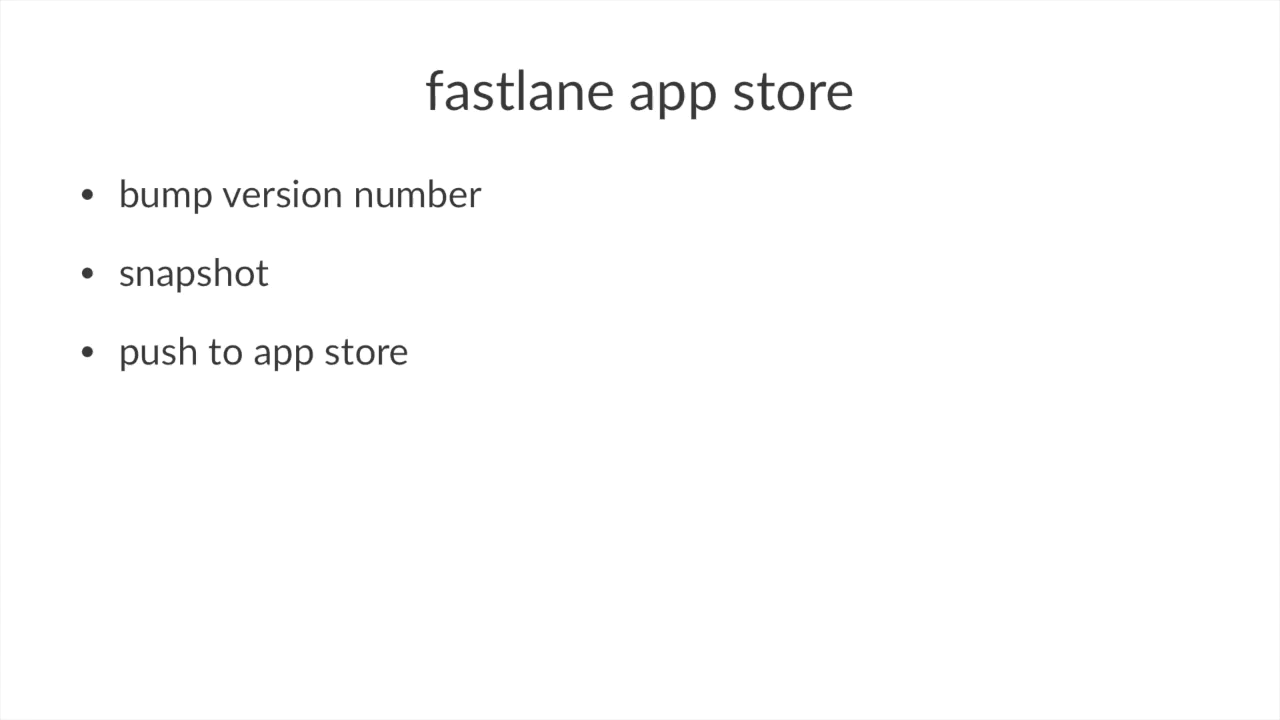 fastlane app store
• bump version number
• snapshot
• push to app store